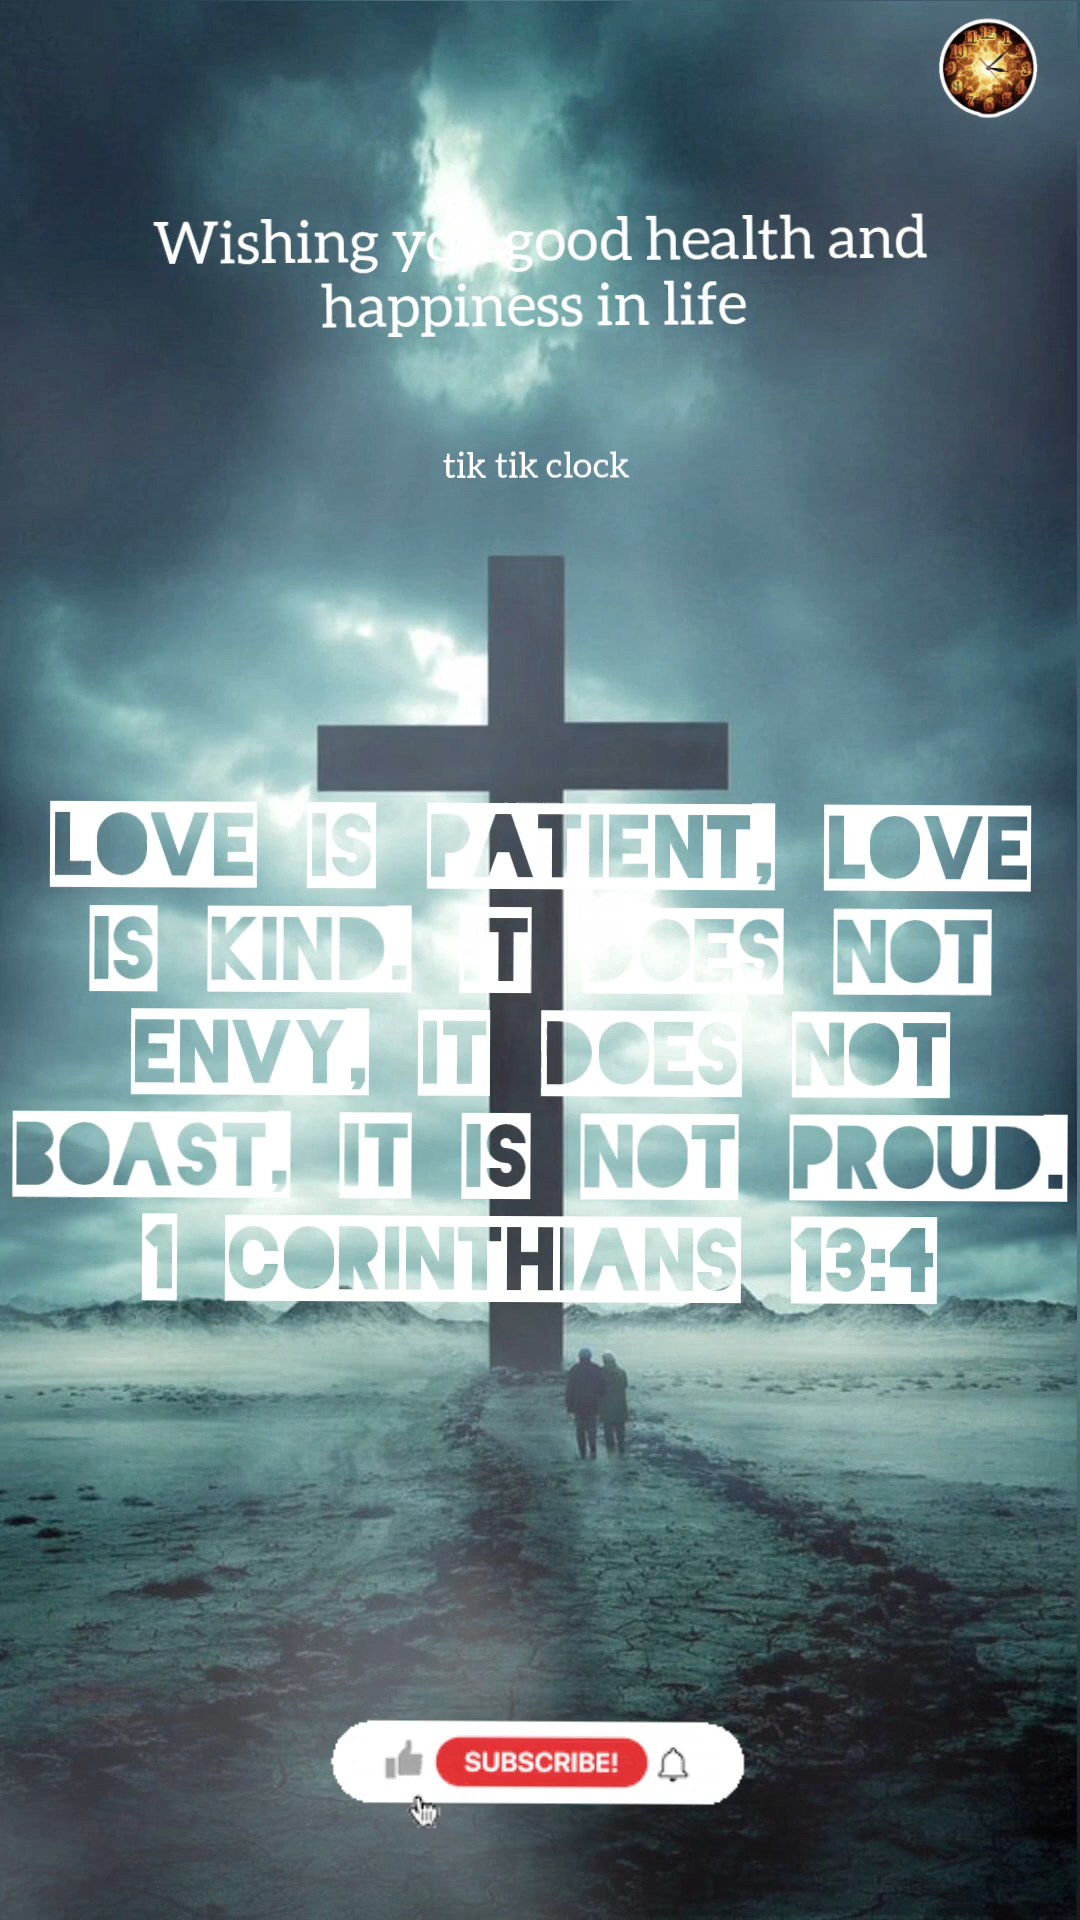 Wishing you good health and
happiness in life
tik tik clock
LOVE IS PATIENT, LOVE
IS KIND. IT DOES NOT
ENVY, IT DOES NOT
BOAST, IT IS NOT PROUD.
1 CORINTHIANS 13:4
SUBSCRIBE!